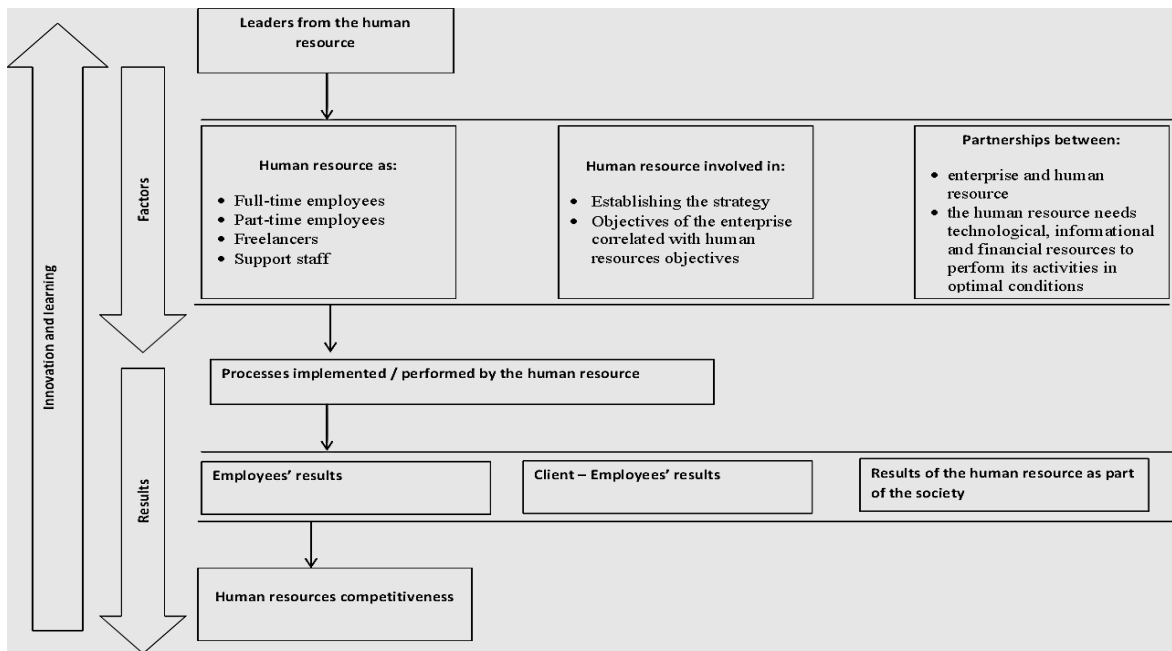 Leaders from the human
resource
Innovation and learning
Factors
Human resource as:
• Full-time employees
• Part-time employees
• Freelancers
• Support staff
Human resource involved in:
• Establishing the strategy
• Objectives of the enterprise
correlated with human
resources objectives
Partnerships between:
• enterprise and human
resource
• the human resource needs
technological, informational
and financial resources to
perform its activities in
optimal conditions
Processes implemented / performed by the human resource
Results
Employees’ results
Client – Employees’ results
Results of the human resource as part
of the society
Human resources competitiveness